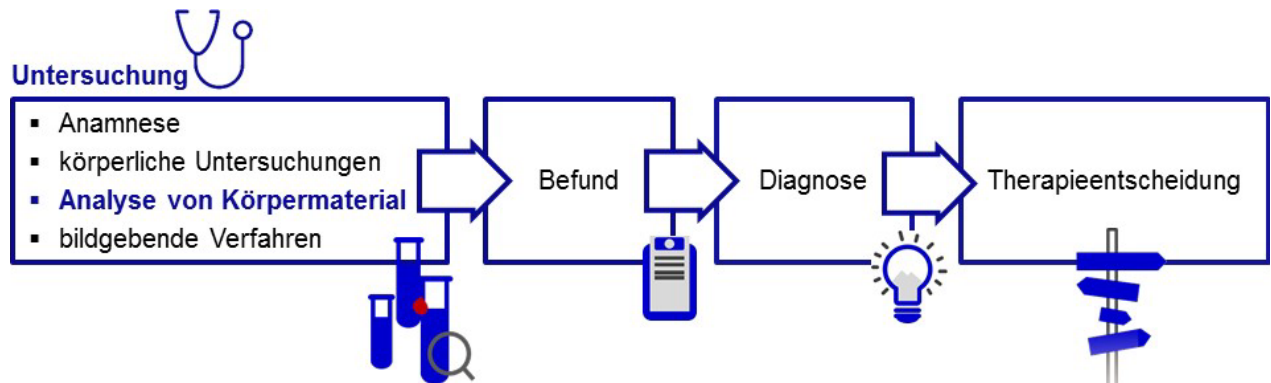 Untersuchung
▪ Anamnese
▪ körperliche Untersuchungen
▪ Analyse von Körpermaterial
▪ bildgebende Verfahren
Befund
Diagnose
Therapieentscheidung